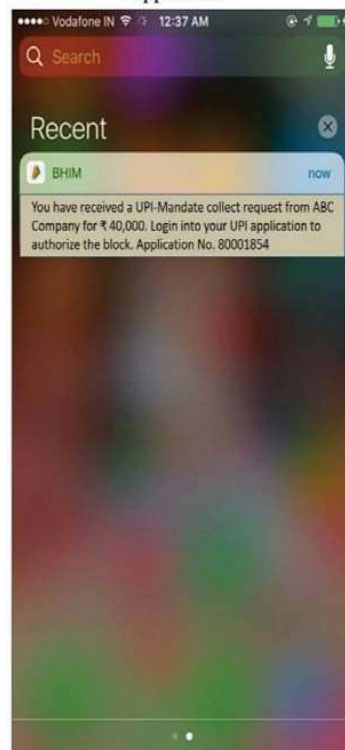 Vodafone IN 12:37 AM
Search
Recent
BHIM now
You have received a UPI-Mandate collect request from ABC
Company for ₹ 40,000. Login into your UPI application to
authorize the block. Application No. 80001854